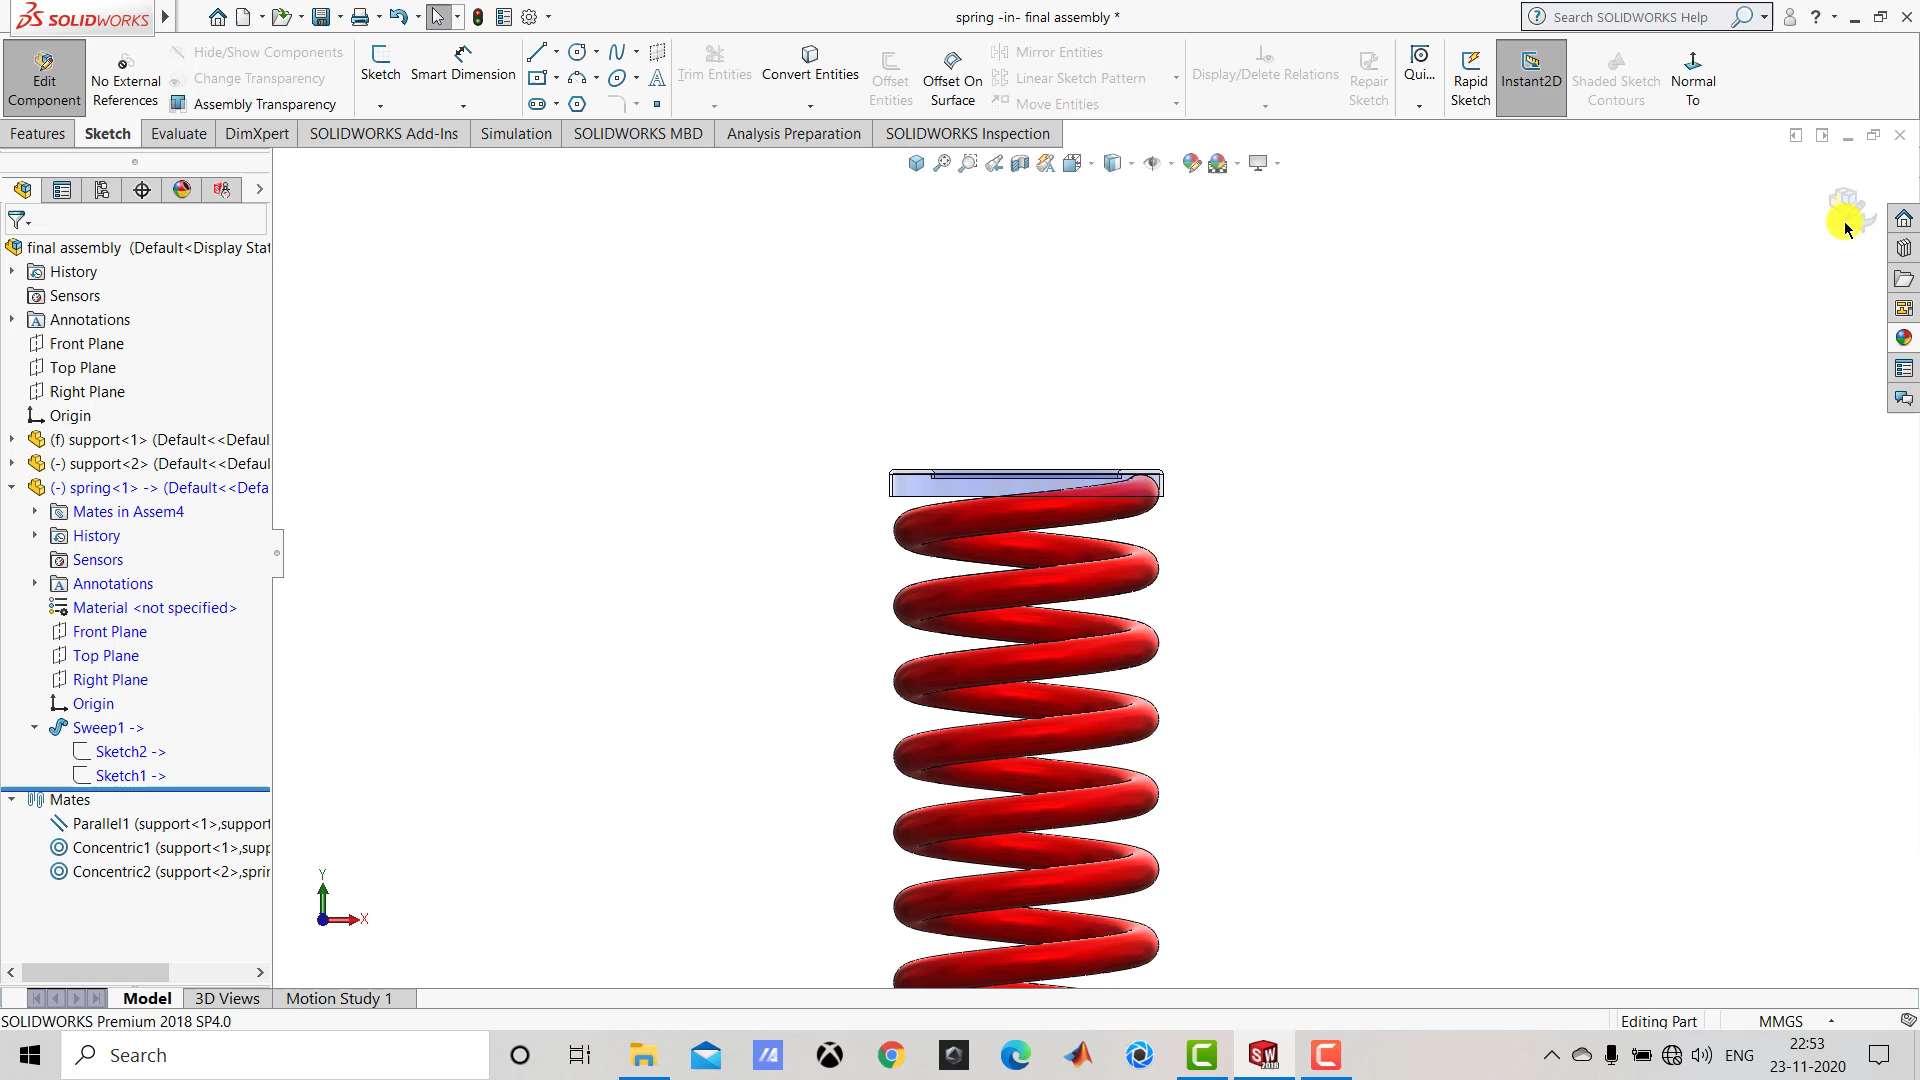 SOLIDWORKS
spring -in- final assembly *
Search SOLIDWORKS Help
Edit Component
No External References
Hide/Show Components
Change Transparency
Assembly Transparency
Sketch
Smart Dimension
Trim Entities
Convert Entities
Offset Entities
Offset On Surface
Mirror Entities
Linear Sketch Pattern
Move Entities
Display/Delete Relations
Repair Sketch
Qui...
Rapid Sketch
Instant2D
Shaded Sketch Contours
Normal To
Features
Sketch
Evaluate
DimXpert
SOLIDWORKS Add-Ins
Simulation
SOLIDWORKS MBD
Analysis Preparation
SOLIDWORKS Inspection
final assembly (Default<Display Stat
History
Sensors
Annotations
Front Plane
Top Plane
Right Plane
Origin
(f) support<1> (Default<<Defaul
(-) support<2> (Default<<Defaul
(-) spring<1> -> (Default<<Defa
Mates in Assem4
History
Sensors
Annotations
Material <not specified>
Front Plane
Top Plane
Right Plane
Origin
Sweep1 ->
Sketch2 ->
Sketch1 ->
Mates
Parallel1 (support<1>,support
Concentric1 (support<1>,supp
Concentric2 (support<2>,sprin
Y
X
Model
3D Views
Motion Study 1
SOLIDWORKS Premium 2018 SP4.0
Editing Part
MMGS
Search
SW
2018
ENG
22:53
23-11-2020